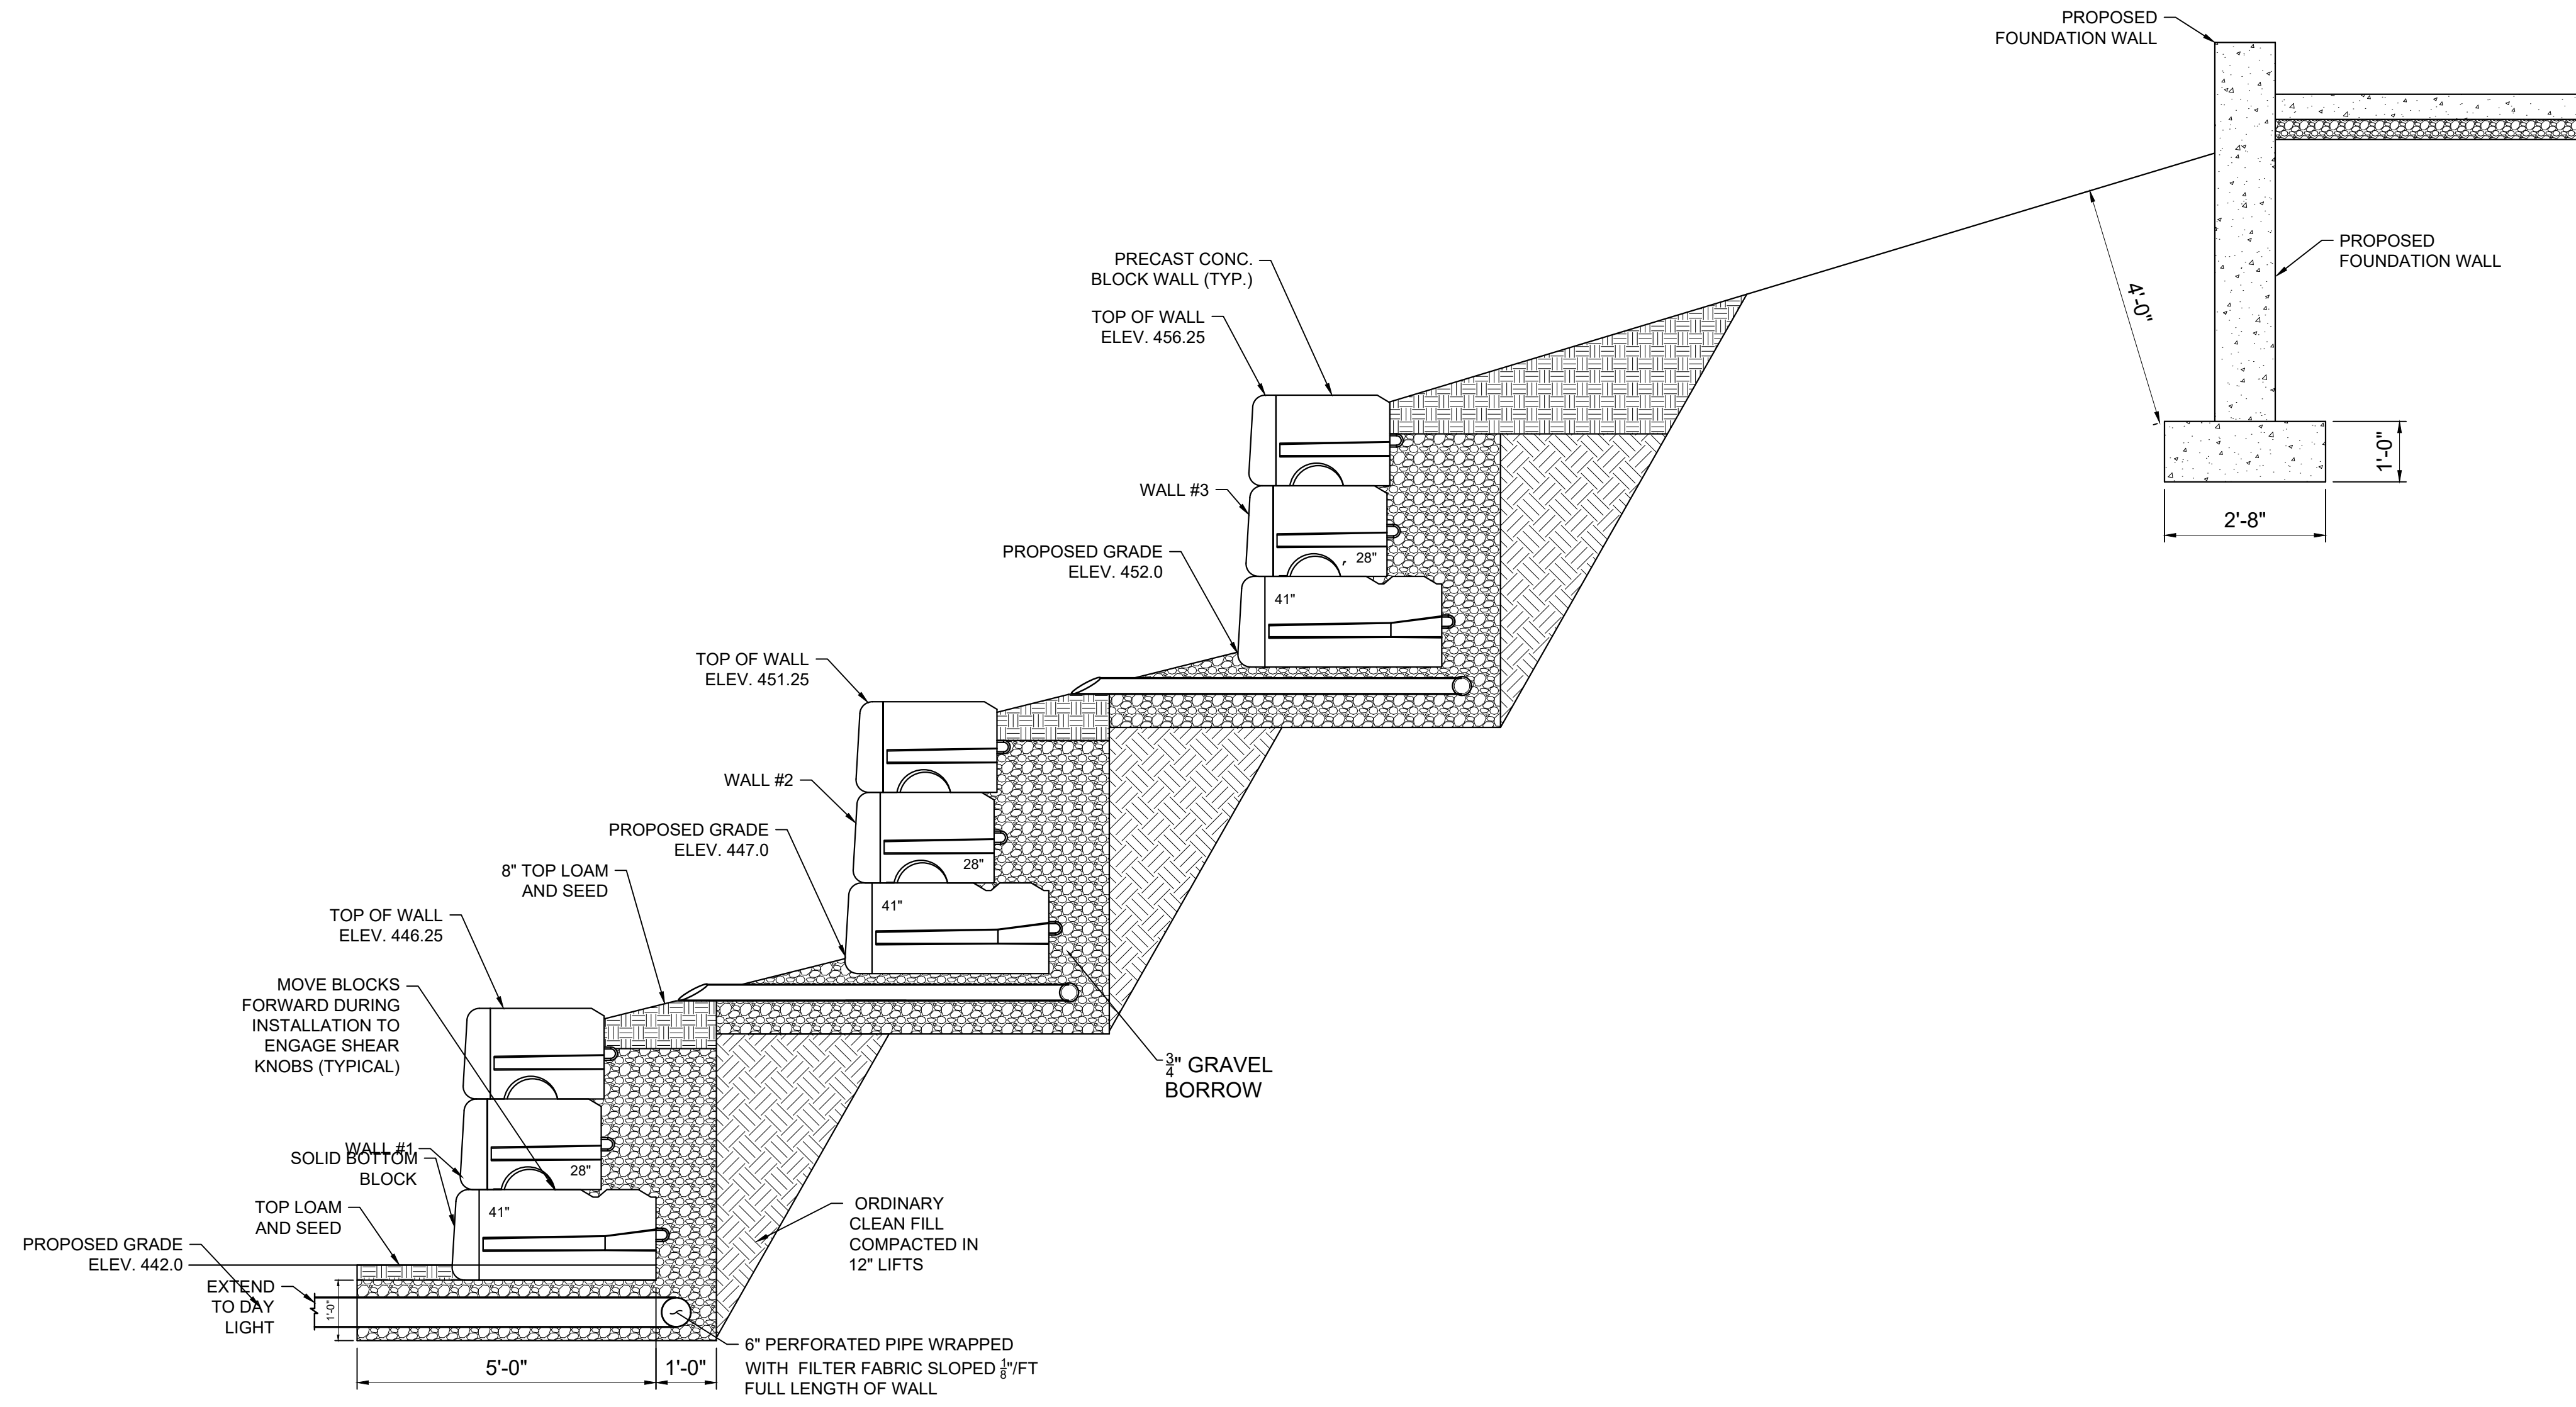 PROPOSED
FOUNDATION WALL
PROPOSED
FOUNDATION WALL
4'-0"
1'-0"
2'-8"
PRECAST CONC.
BLOCK WALL (TYP.)
TOP OF WALL
ELEV. 456.25
WALL #3
PROPOSED GRADE
ELEV. 452.0
28"
41"
TOP OF WALL
ELEV. 451.25
WALL #2
PROPOSED GRADE
ELEV. 447.0
28"
41"
8" TOP LOAM
AND SEED
TOP OF WALL
ELEV. 446.25
MOVE BLOCKS
FORWARD DURING
INSTALLATION TO
ENGAGE SHEAR
KNOBS (TYPICAL)
3/4" GRAVEL
BORROW
WALL #1
SOLID BOTTOM
BLOCK
28"
41"
TOP LOAM
AND SEED
PROPOSED GRADE
ELEV. 442.0
EXTEND
TO DAY
LIGHT
1'-0"
ORDINARY
CLEAN FILL
COMPACTED IN
12" LIFTS
5'-0"
1'-0"
6" PERFORATED PIPE WRAPPED
WITH FILTER FABRIC SLOPED 1/8"/FT
FULL LENGTH OF WALL